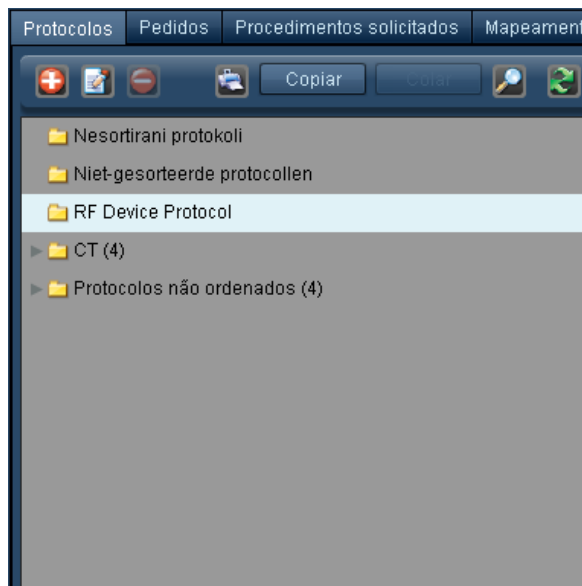 Protocolos Pedidos Procedimentos solicitados Mapeament
Copiar Colar
Nesortirani protokoli
Niet-gesorteerde protocollen
RF Device Protocol
CT (4)
Protocolos não ordenados (4)